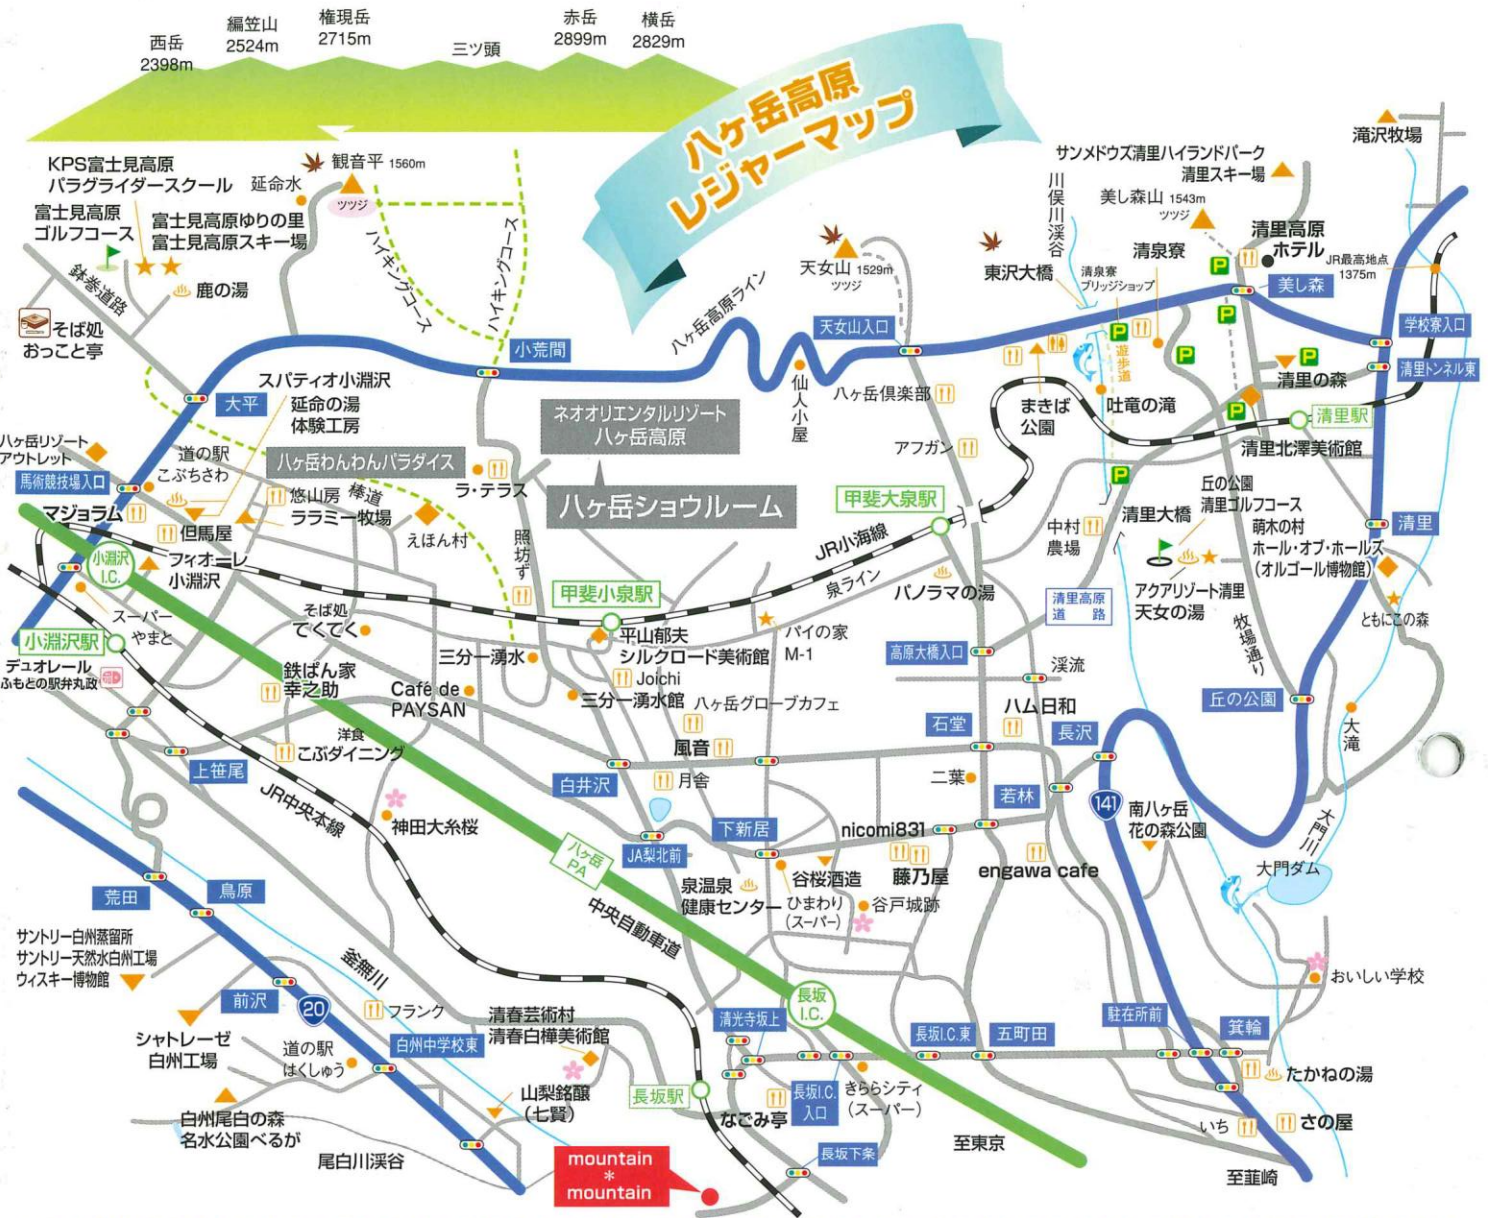 西岳
2398m
編笠山
2524m
権現岳
2715m
三ツ頭
赤岳
2899m
横岳
2829m
八ヶ岳高原
レジャーマップ
KPS富士見高原
パラグライダースクール
富士見高原
ゴルフコース
富士見高原ゆりの里
富士見高原スキー場
延命水
観音平 1560m
ツツジ
鉢巻道路
鹿の湯
そば処
おっこと亭
ハイキングコース
ハイキングコース
八ヶ岳高原ライン
小荒間
大平
天女山 1529m
ツツジ
天女山入口
仙人小屋
川俣川渓谷
東沢大橋
清泉寮
ブリッジショップ
清泉寮
サンメドウズ清里ハイランドパーク
清里スキー場
美し森山 1543m
ツツジ
清里高原
ホテル
美し森
JR最高地点
1375m
滝沢牧場
学校寮入口
清里トンネル東
遊歩道
P
P
P
P
P
P
P
まきば
公園
吐竜の滝
清里の森
清里駅
清里北澤美術館
八ヶ岳倶楽部
アフガン
スパティオ小淵沢
延命の湯
体験工房
八ヶ岳リゾート
アウトレット
道の駅
こぶちさわ
馬術競技場入口
八ヶ岳わんわんパラダイス
ネオオリエンタルリゾート
八ヶ岳高原
八ヶ岳ショウルーム
ラ・テラス
マジョラム
但馬屋
悠山房
ララミー牧場
棒道
えほん村
照坊ず
小淵沢
I.C.
フィオーレ
小淵沢
スーパー
やまと
小淵沢駅
デュオレール
ふもとの駅弁丸政
そば処
てくてく
甲斐小泉駅
平山郁夫
シルクロード美術館
Joichi
三分一湧水
三分一湧水館
JR小海線
泉ライン
甲斐大泉駅
パノラマの湯
パイの家
M-1
八ヶ岳グローブカフェ
中村
農場
清里大橋
丘の公園
清里ゴルフコース
萌木の村
ホール・オブ・ホールズ
(オルゴール博物館)
清里
アクアリゾート清里
天女の湯
清里高原
道路
高原大橋入口
渓流
牧場通り
ともにこの森
丘の公園
大滝
鉄ぱん家
幸之助
Café de
PAYSAN
洋食
こぶダイニング
上笹尾
JR中央本線
神田大糸桜
風音
月舎
白井沢
JA梨北前
下新居
石堂
ハム日和
長沢
二葉
若林
141
南八ヶ岳
花の森公園
大門川
大門ダム
八ヶ岳
PA
泉温泉
健康センター
谷桜酒造
ひまわり
(スーパー)
nicomi831
藤乃屋
谷戸城跡
engawa cafe
荒田
鳥原
サントリー白州蒸留所
サントリー天然水白州工場
ウィスキー博物館
前沢
20
釜無川
フランク
シャトレーゼ
白州工場
道の駅
はくしゅう
白州中学校東
清春芸術村
清春白樺美術館
中央自動車道
長坂
I.C.
清光寺坂上
長坂I.C.東
五町田
駐在所前
箕輪
おいしい学校
たかねの湯
白州尾白の森
名水公園べるが
尾白川渓谷
山梨銘醸
(七賢)
長坂駅
なごみ亭
長坂I.C.
入口
きららシティ
(スーパー)
長坂下条
至東京
いち
さの屋
至韮崎
mountain
*
mountain